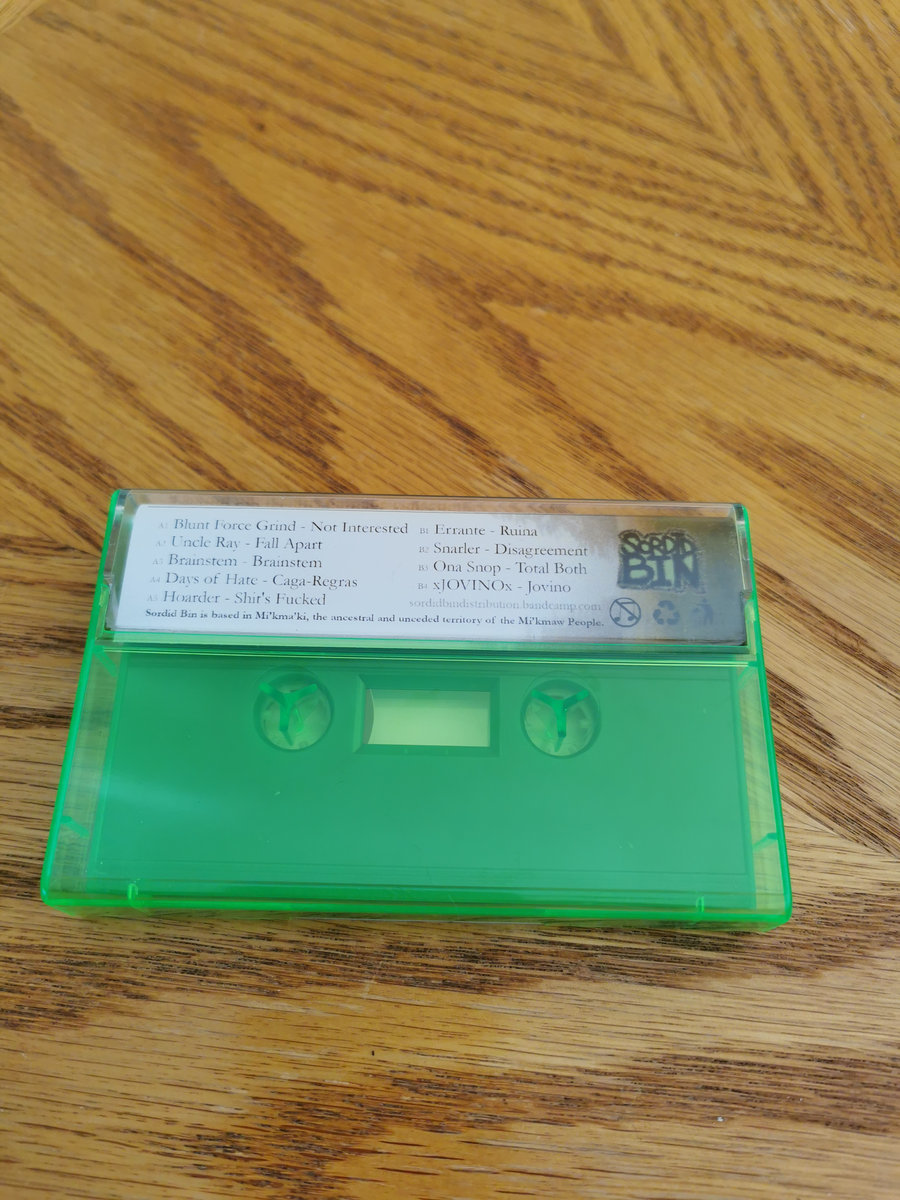 A1 Blunt Force Grind - Not Interested
A2 Uncle Ray - Fall Apart
A3 Brainstem - Brainstem
A4 Days of Hate - Caga-Regras
A5 Hoarder - Shit's Fucked
B1 Errante - Ruina
B2 Snarler - Disagreement
B3 Ona Snop - Total Both
B4 xJOVINOx - Jovino
sordidbindistribution.bandcamp.com
Sordid Bin is based in Mi'kma'ki, the ancestral and unceded territory of the Mi'kmaw People.
SORDID
BIN